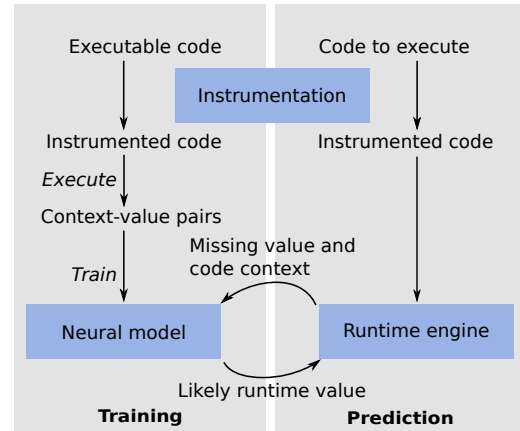 Executable code
Code to execute
Instrumentation
Instrumented code
Instrumented code
Execute
Context-value pairs
Missing value and
code context
Train
Neural model
Runtime engine
Likely runtime value
Training
Prediction